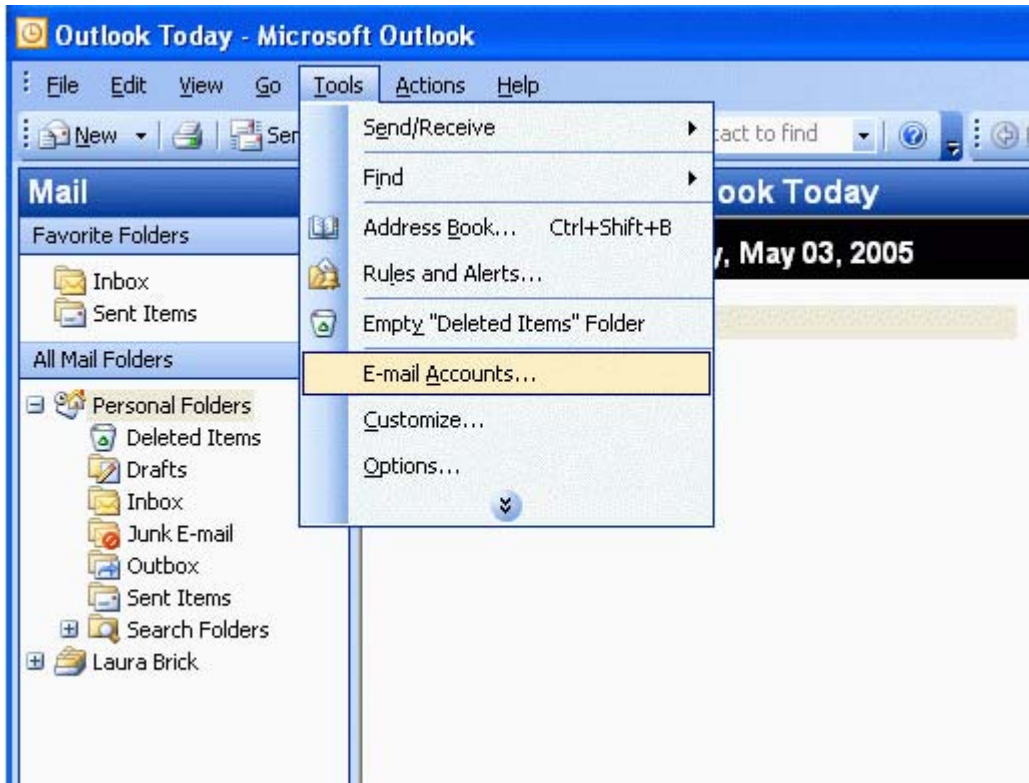 Outlook Today - Microsoft Outlook
File Edit View Go Tools Actions Help
New Ser
tact to find
Send/Receive
Find
Address Book... Ctrl+Shift+B
Rules and Alerts...
Empty "Deleted Items" Folder
E-mail Accounts...
Customize...
Options...
Mail
Favorite Folders
Inbox
Sent Items
All Mail Folders
Personal Folders
Deleted Items
Drafts
Inbox
Junk E-mail
Outbox
Sent Items
Search Folders
Laura Brick
ook Today
y, May 03, 2005